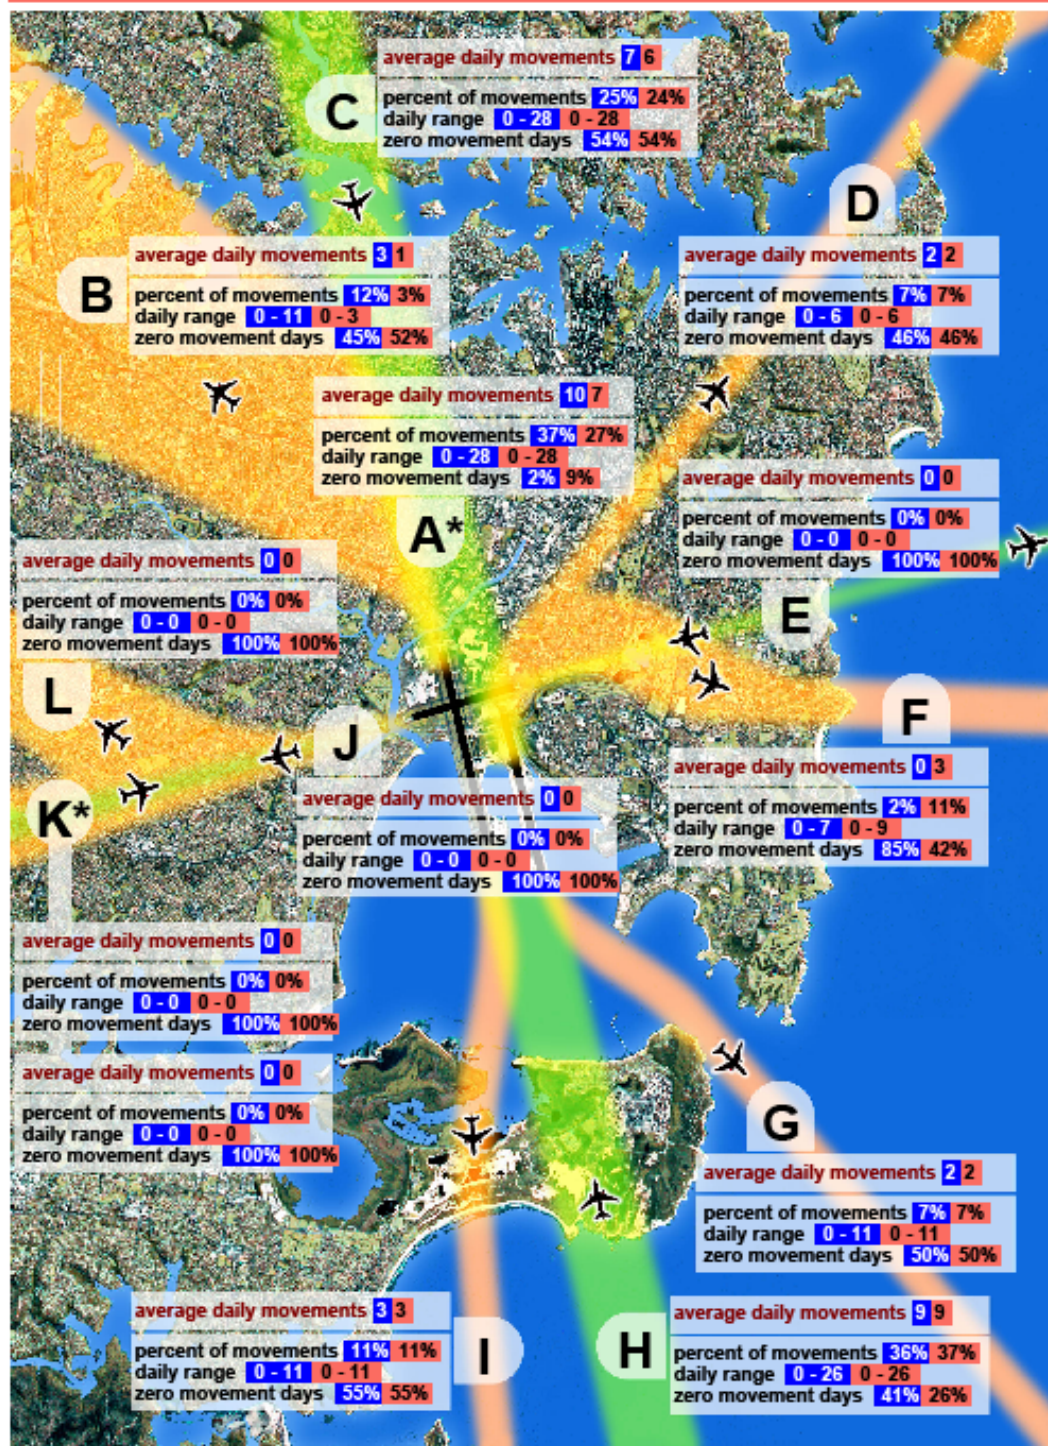 average daily movements 7 6
C
percent of movements 25% 24%
daily range 0 - 28 0 - 28
zero movement days 54% 54%
D
average daily movements 3 1
B
percent of movements 12% 3%
daily range 0 - 11 0 - 3
zero movement days 45% 52%
average daily movements 2 2
percent of movements 7% 7%
daily range 0 - 6 0 - 6
zero movement days 46% 46%
average daily movements 10 7
percent of movements 37% 27%
daily range 0 - 28 0 - 28
zero movement days 2% 9%
A*
average daily movements 0 0
percent of movements 0% 0%
daily range 0 - 0 0 - 0
zero movement days 100% 100%
E
average daily movements 0 0
percent of movements 0% 0%
daily range 0 - 0 0 - 0
zero movement days 100% 100%
L
F
J
average daily movements 0 3
percent of movements 2% 11%
daily range 0 - 7 0 - 9
zero movement days 85% 42%
K*
average daily movements 0 0
percent of movements 0% 0%
daily range 0 - 0 0 - 0
zero movement days 100% 100%
average daily movements 0 0
percent of movements 0% 0%
daily range 0 - 0 0 - 0
zero movement days 100% 100%
average daily movements 0 0
percent of movements 0% 0%
daily range 0 - 0 0 - 0
zero movement days 100% 100%
G
average daily movements 2 2
percent of movements 7% 7%
daily range 0 - 11 0 - 11
zero movement days 50% 50%
average daily movements 3 3
percent of movements 11% 11%
daily range 0 - 11 0 - 11
zero movement days 55% 55%
I
H
average daily movements 9 9
percent of movements 36% 37%
daily range 0 - 26 0 - 26
zero movement days 41% 26%